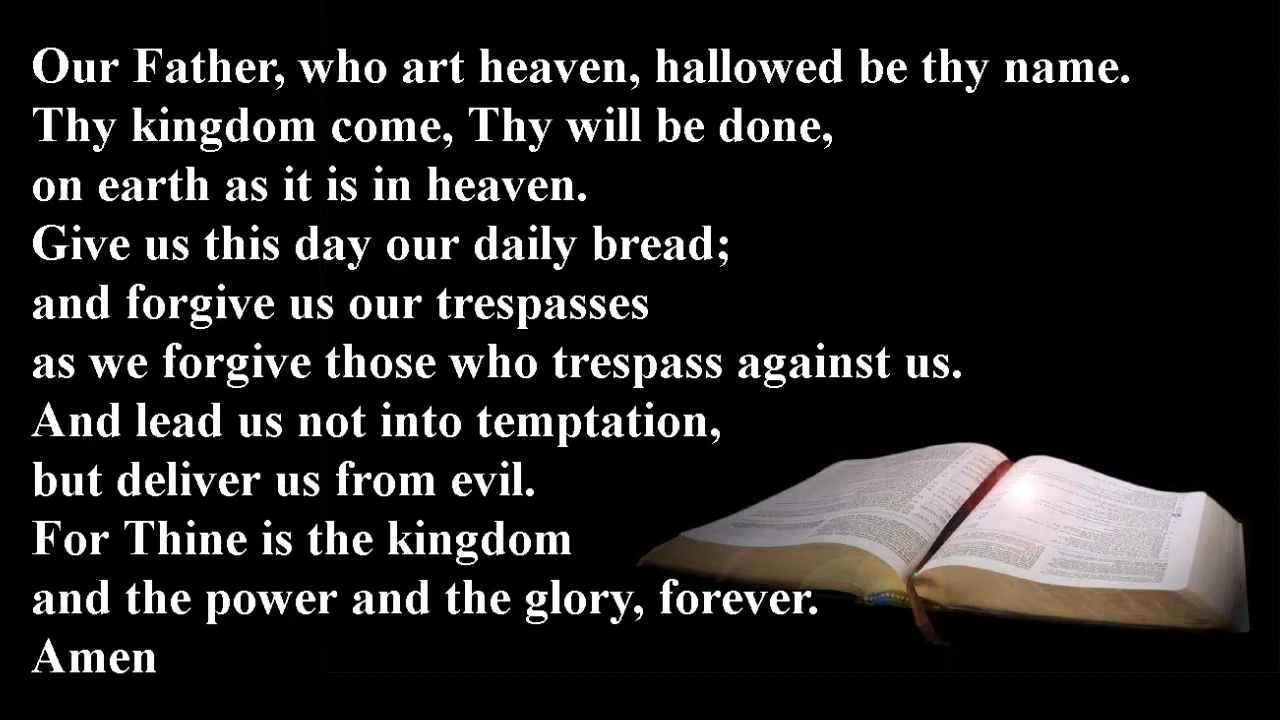 Our Father, who art heaven, hallowed be thy name.
Thy kingdom come, Thy will be done,
on earth as it is in heaven.
Give us this day our daily bread;
and forgive us our trespasses
as we forgive those who trespass against us.
And lead us not into temptation,
but deliver us from evil.
For Thine is the kingdom
and the power and the glory, forever.
Amen